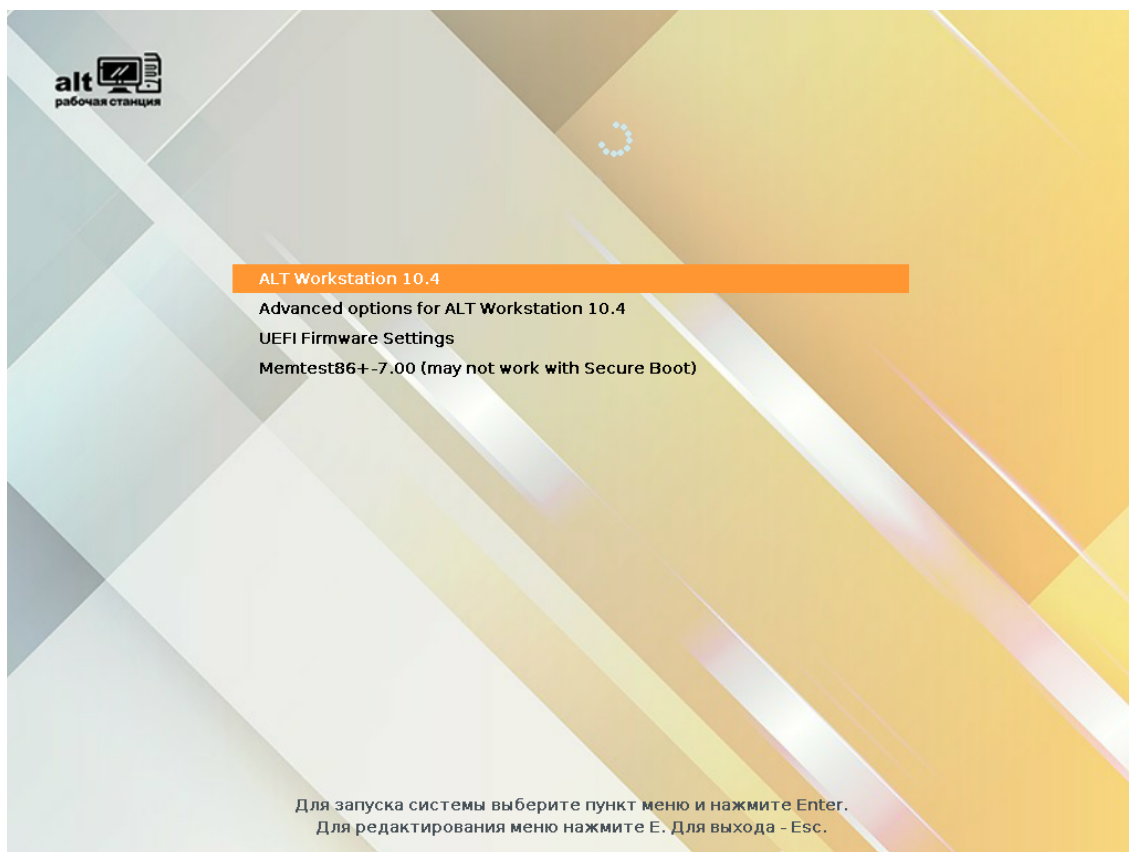 alt
рабочая станция
ALT Workstation 10.4
Advanced options for ALT Workstation 10.4
UEFI Firmware Settings
Memtest86+-7.00 (may not work with Secure Boot)
Для запуска системы выберите пункт меню и нажмите Enter.
Для редактирования меню нажмите E. Для выхода - Esc.